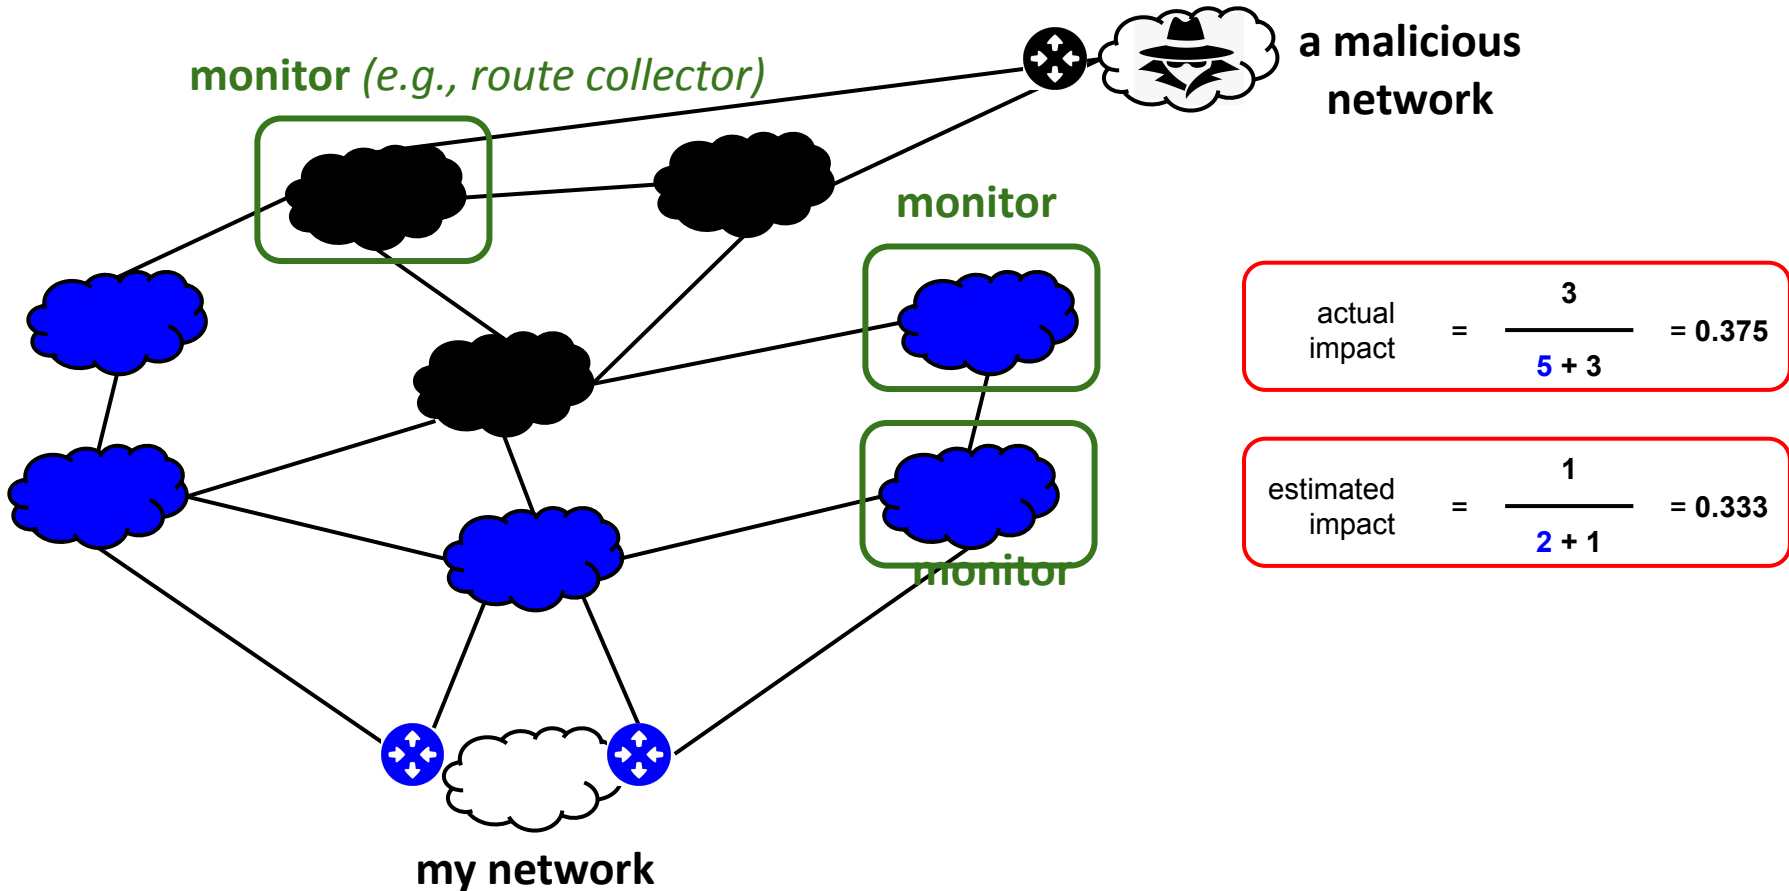 a malicious
network
monitor (e.g., route collector)
monitor
3
actual
impact
=
= 0.375
5 + 3
1
estimated
impact
=
= 0.333
2 + 1
monitor
my network